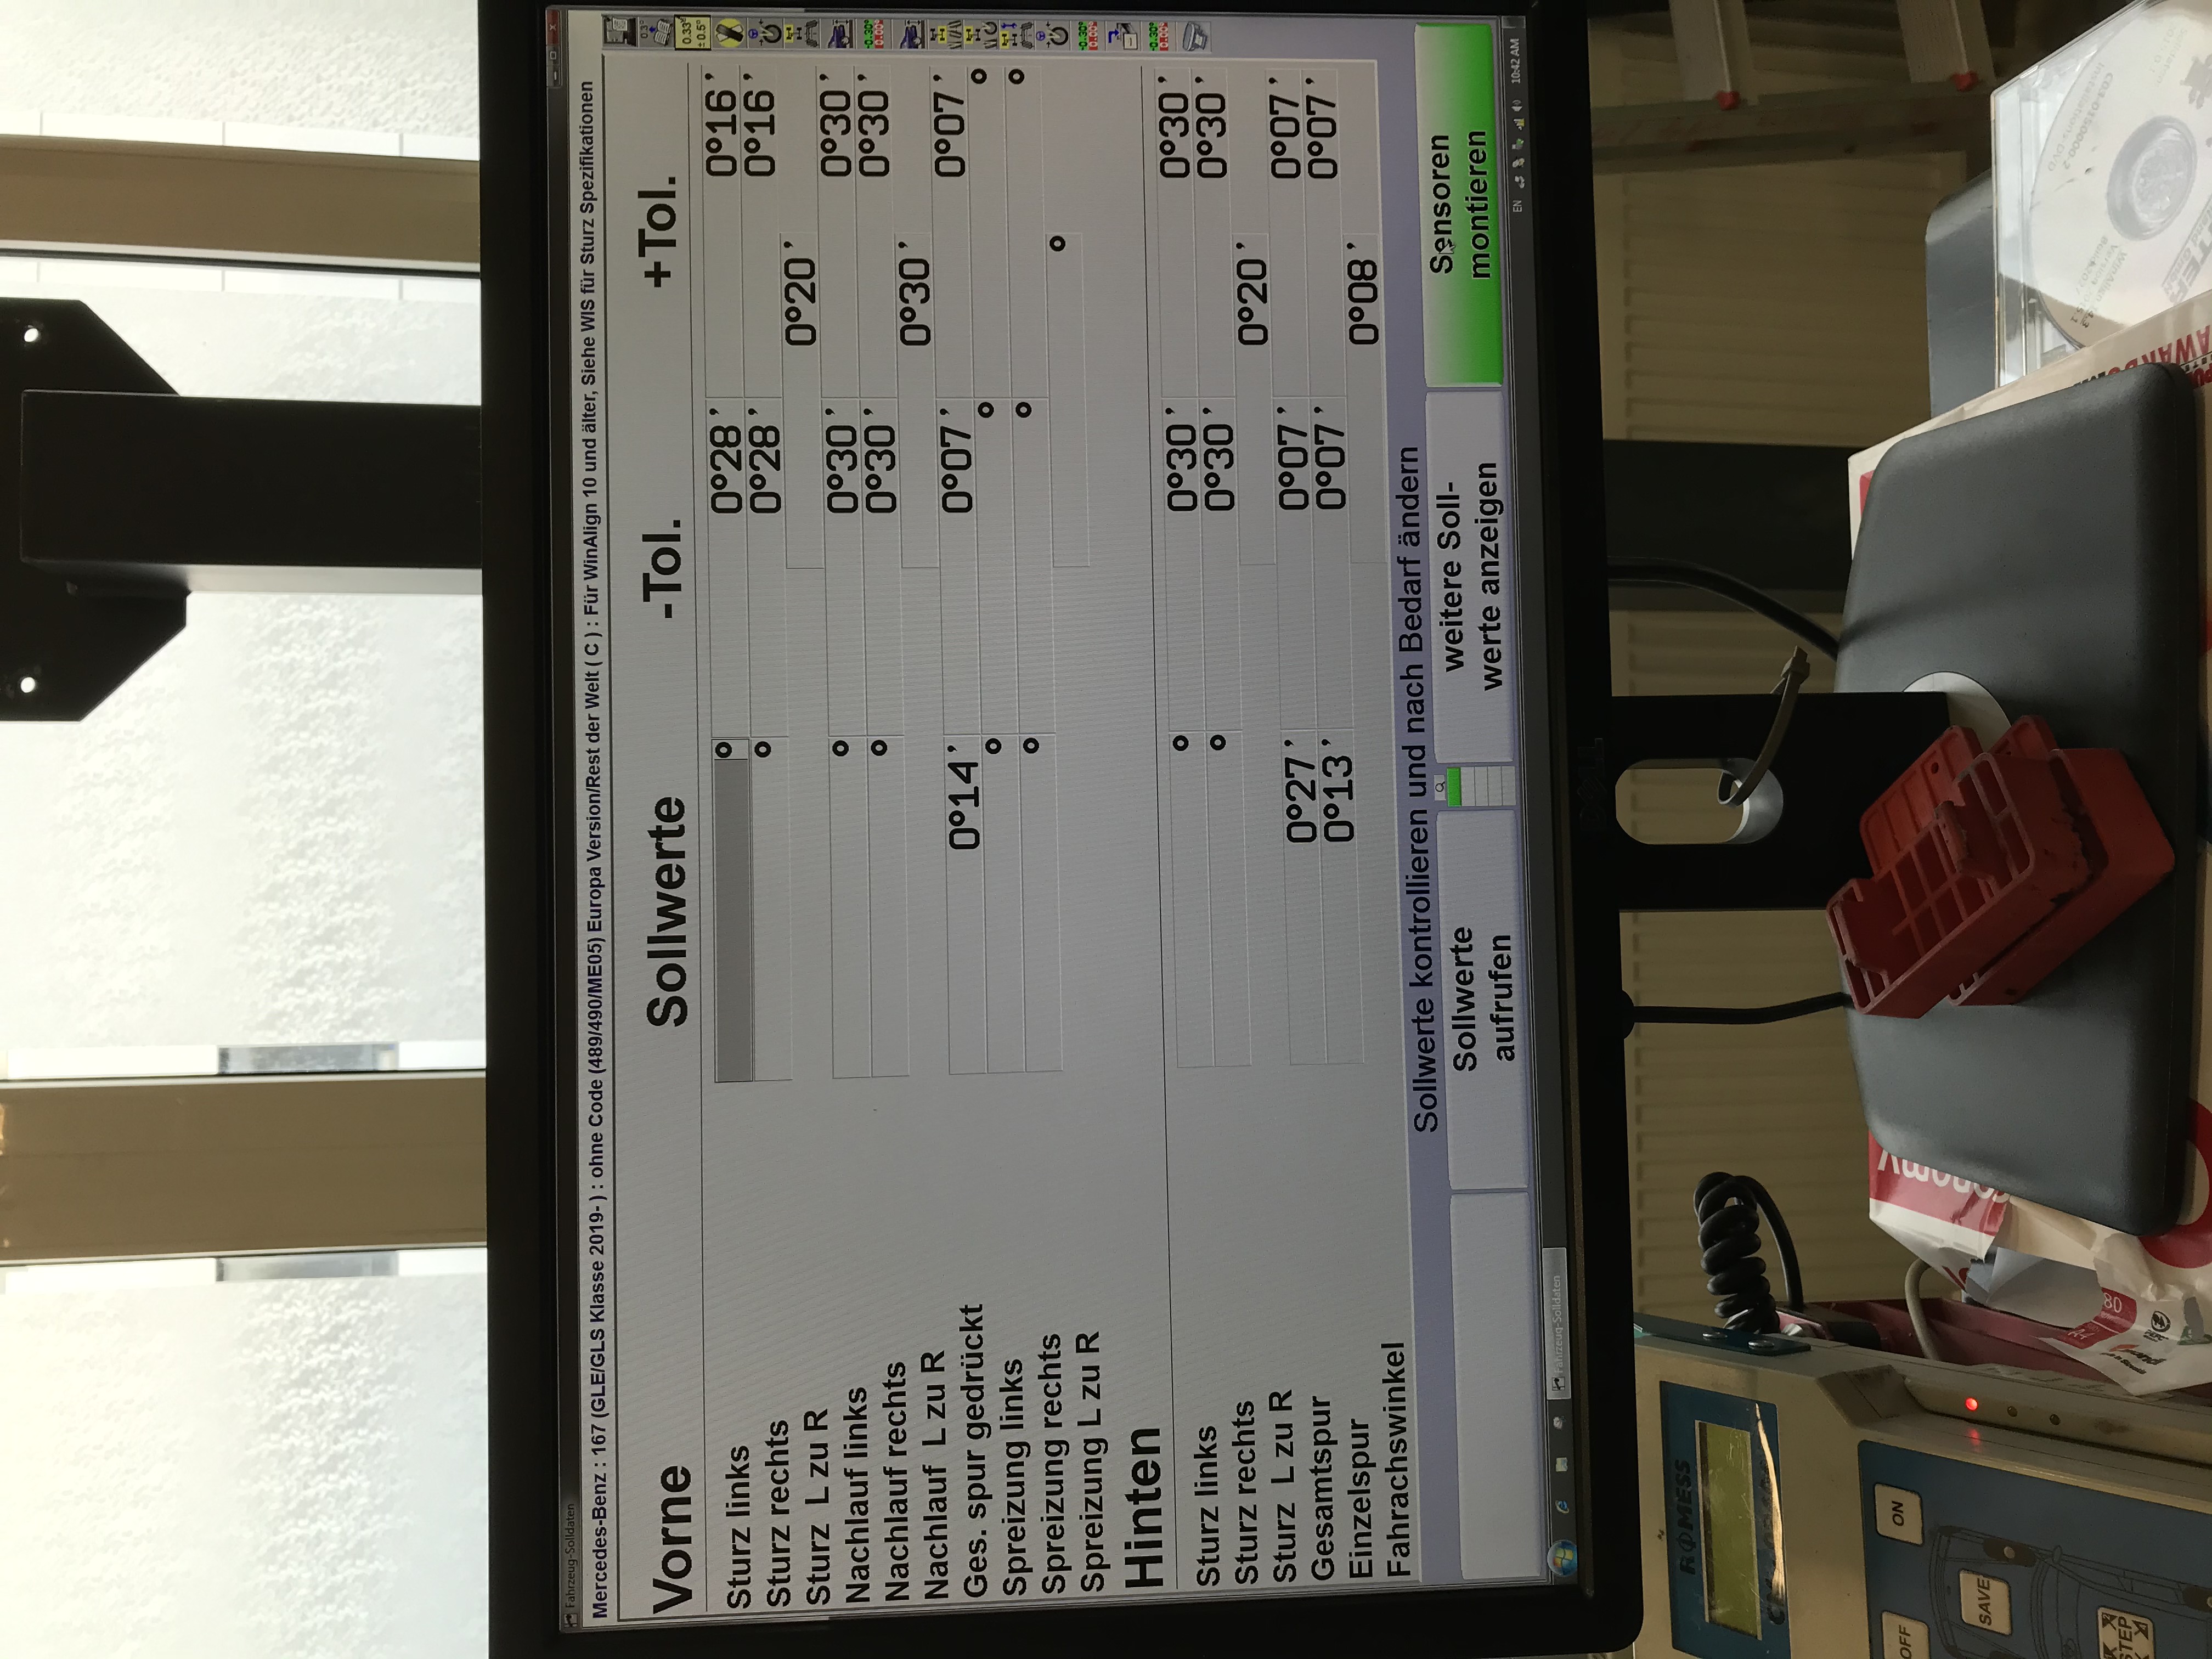 Fahrzeug-Solldaten
Mercedes-Benz : 167 (GLE/GLS Klasse 2019- ) : ohne Code (489/490/ME05) Europa Version/Rest der Welt ( C ) : Für WinAlign 10 und älter, Siehe WIS für Sturz Spezifikationen
Vorne Sollwerte -Tol. +Tol.
Sturz links ° 0°28' 0°16'
Sturz rechts ° 0°28' 0°16'
Sturz L zu R 0°20'
Nachlauf links ° 0°30' 0°30'
Nachlauf rechts ° 0°30' 0°30'
Nachlauf L zu R 0°30'
Ges. spur gedrückt 0°14' 0°07' 0°07'
Spreizung links ° ° °
Spreizung rechts ° ° °
Spreizung L zu R °
Hinten
Sturz links ° 0°30' 0°30'
Sturz rechts ° 0°30' 0°30'
Sturz L zu R 0°20'
Gesamtspur 0°27' 0°07' 0°07'
Einzelspur 0°13' 0°07' 0°07'
Fahrachswinkel 0°08'
Sollwerte kontrollieren und nach Bedarf ändern
Sollwerte
aufrufen
weitere Soll-
werte anzeigen
Sensoren
montieren
Fahrzeug-Solldaten
EN 10:42 AM
DELL
ROMESS
OFF
ON
SAVE
STEP